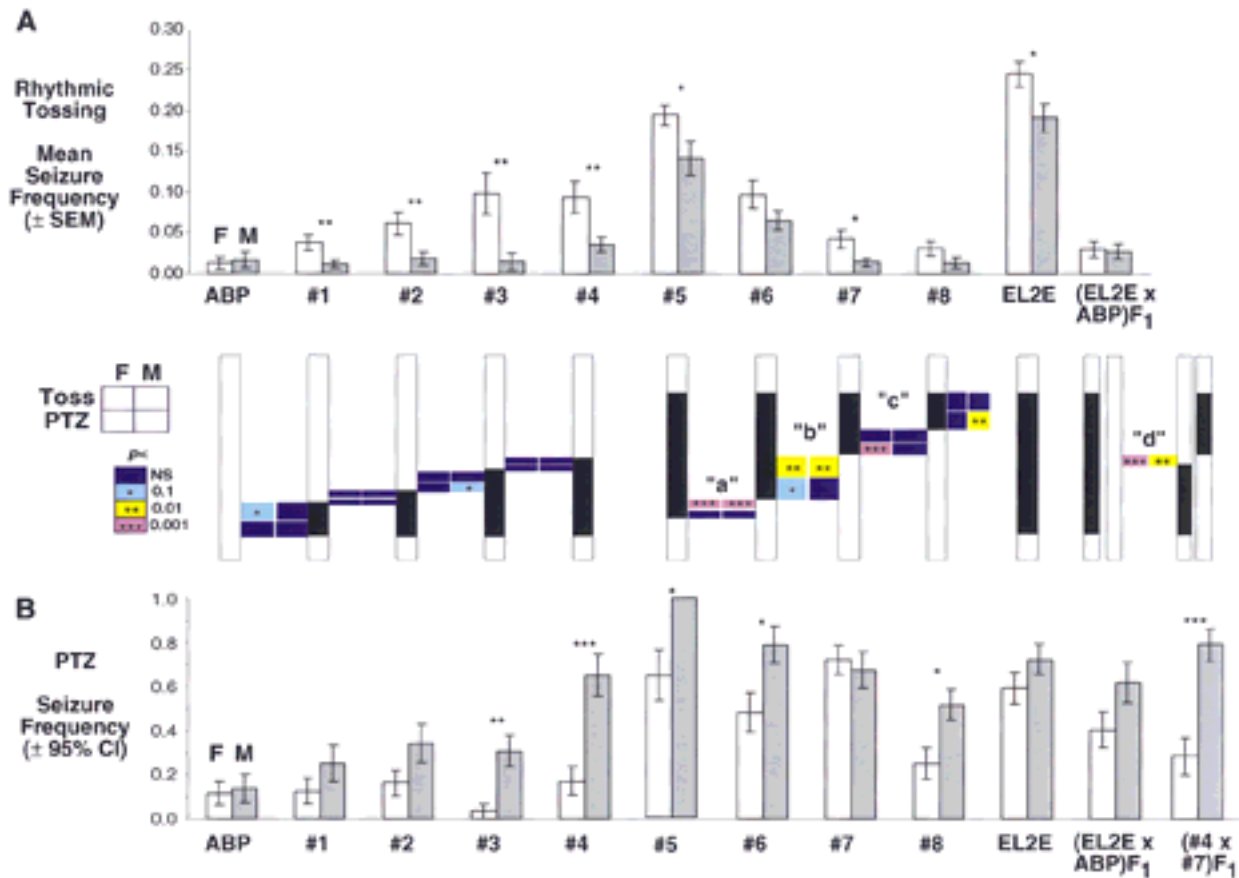 A
Rhythmic
Tossing
Mean
Seizure
Frequency
(± SEM)
0.30
0.25
0.20
0.15
0.10
0.05
0.00
F M
** ** ** ** * * *
ABP #1 #2 #3 #4 #5 #6 #7 #8 EL2E (EL2E x
ABP)F1
F M
Toss
PTZ
P<
NS
* 0.1
** 0.01
*** 0.001
*
*
"a"
*** ***
"b"
** **
*
"c"
***
**
"d"
*** **
B
PTZ
Seizure
Frequency
(± 95% CI)
1.0
0.8
0.6
0.4
0.2
0.0
F M
** *** * * * ***
ABP #1 #2 #3 #4 #5 #6 #7 #8 EL2E (EL2E x (#4 x
ABP)F1 #7)F1